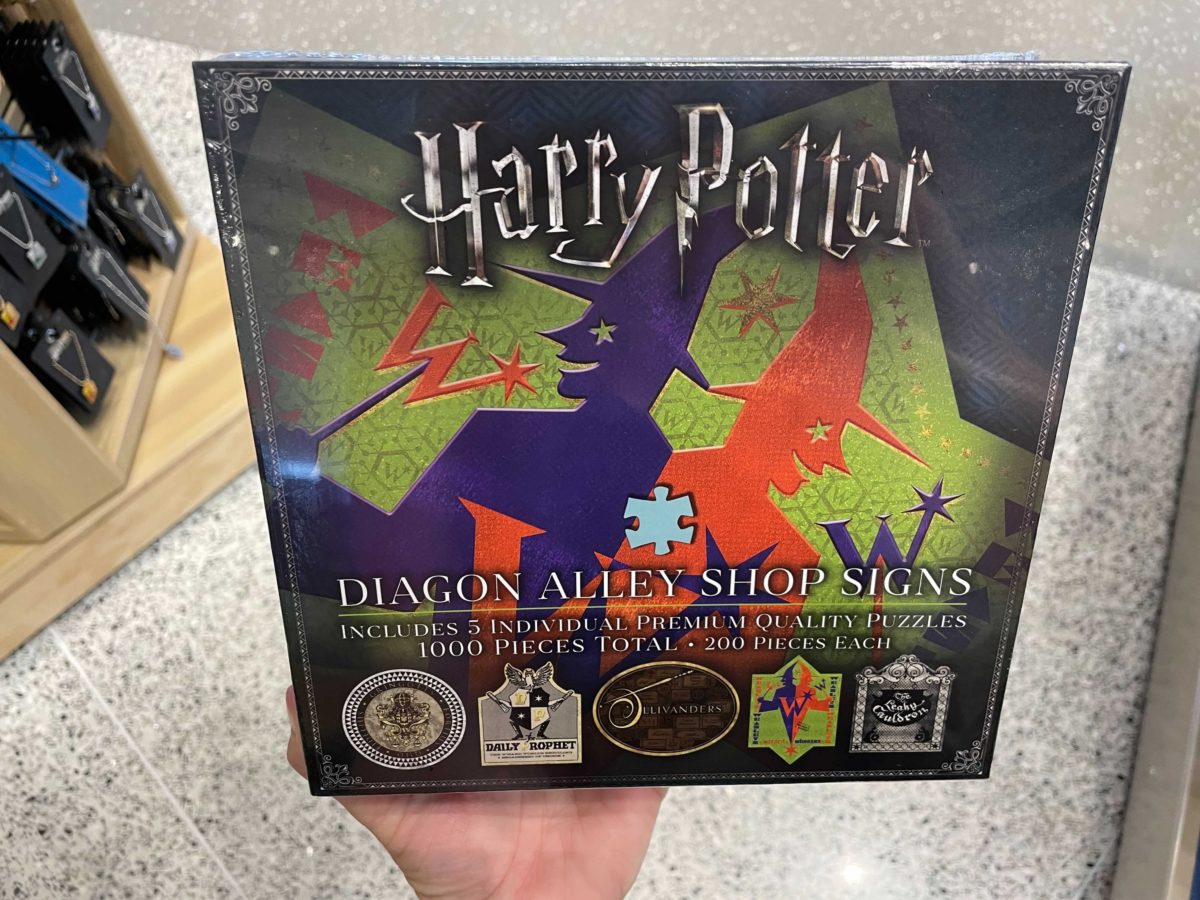 Harry Potter™
W
DIAGON ALLEY SHOP SIGNS
INCLUDES 5 INDIVIDUAL PREMIUM QUALITY PUZZLES
1000 PIECES TOTAL • 200 PIECES EACH
DAILY PROPHET
OLLIVANDERS
W
The
Leaky
Cauldron